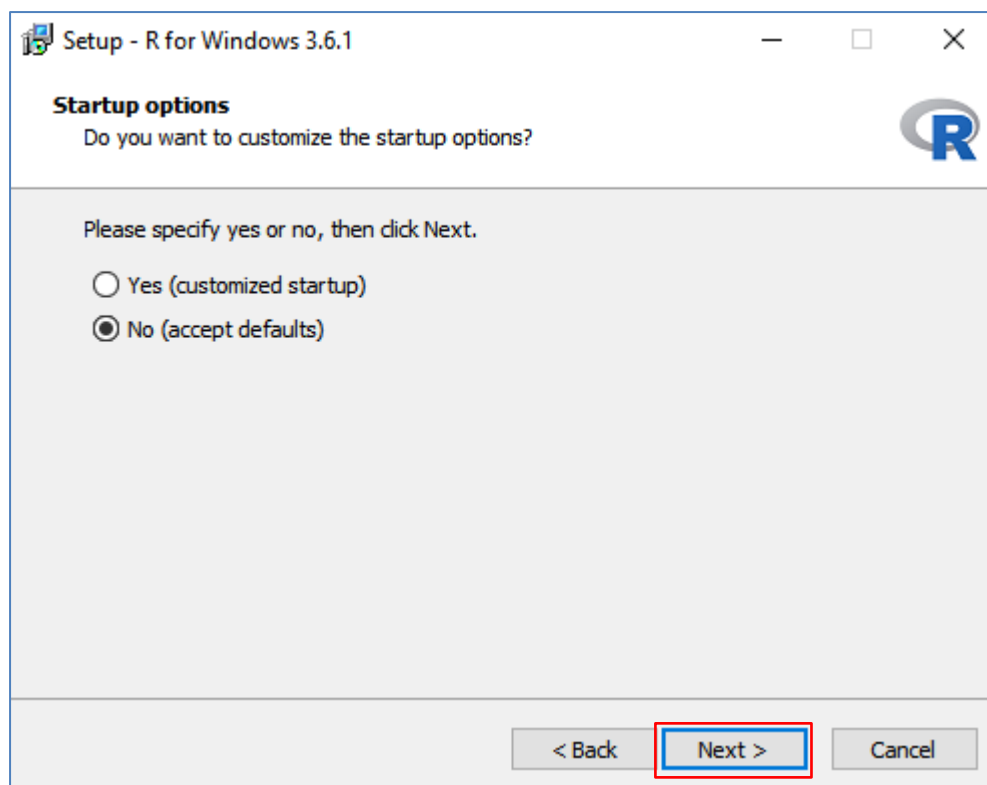 Setup - R for Windows 3.6.1
Startup options
Do you want to customize the startup options?
R
Please specify yes or no, then click Next.
Yes (customized startup)
No (accept defaults)
< Back Next > Cancel